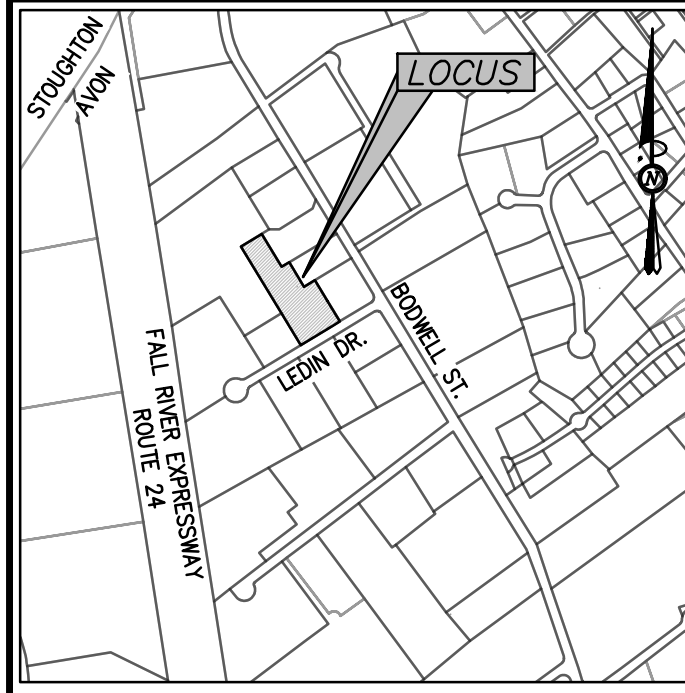 STOUGHTON
AVON
LOCUS
N
BODWELL ST.
LEDIN DR.
FALL RIVER EXPRESSWAY
ROUTE 24